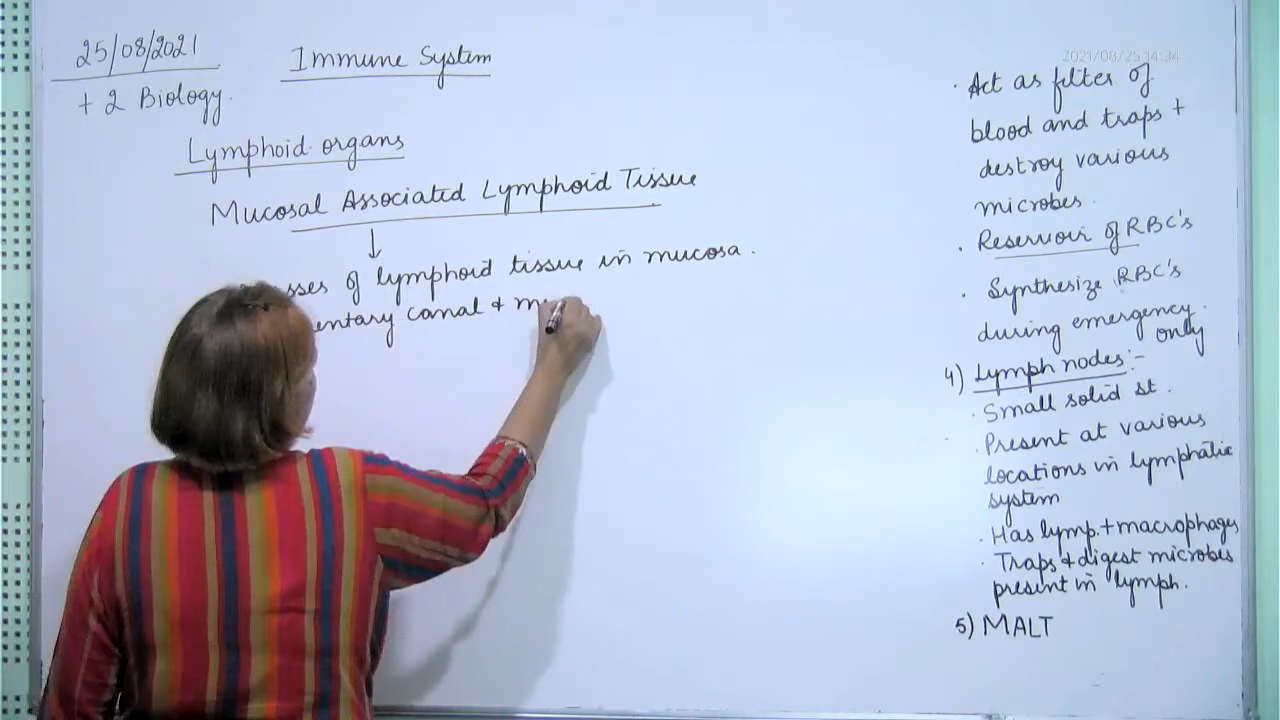 25/08/2021
+ 2 Biology
Immune System
Lymphoid organs
Mucosal Associated Lymphoid Tissue
↓
sses of lymphoid tissue in mucosa.
entary canal +
2021/08/25 14:34
· Act as filter of
blood and traps +
destroy various
microbes.
· Reservoir of RBC's
· Synthesize RBC's
during emergency.
only
4) Lymph nodes:-
· Small solid st.
· Present at various
locations in lymphatic
system
· Has lymp.+macrophages
· Traps + digest microbes
present in lymph.
5) MALT